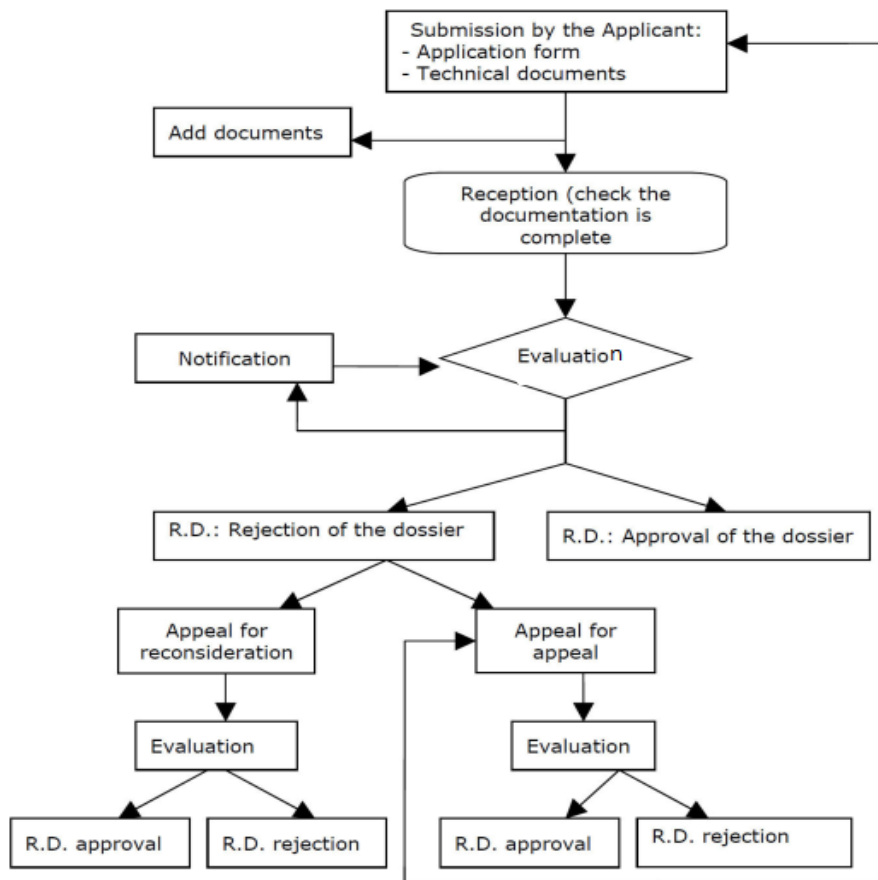 Submission by the Applicant:
- Application form
- Technical documents
Add documents
Reception (check the
documentation is
complete
Notification
Evaluation
R.D.: Rejection of the dossier
R.D.: Approval of the dossier
Appeal for
reconsideration
Appeal for
appeal
Evaluation
Evaluation
R.D. approval
R.D. rejection
R.D. approval
R.D. rejection